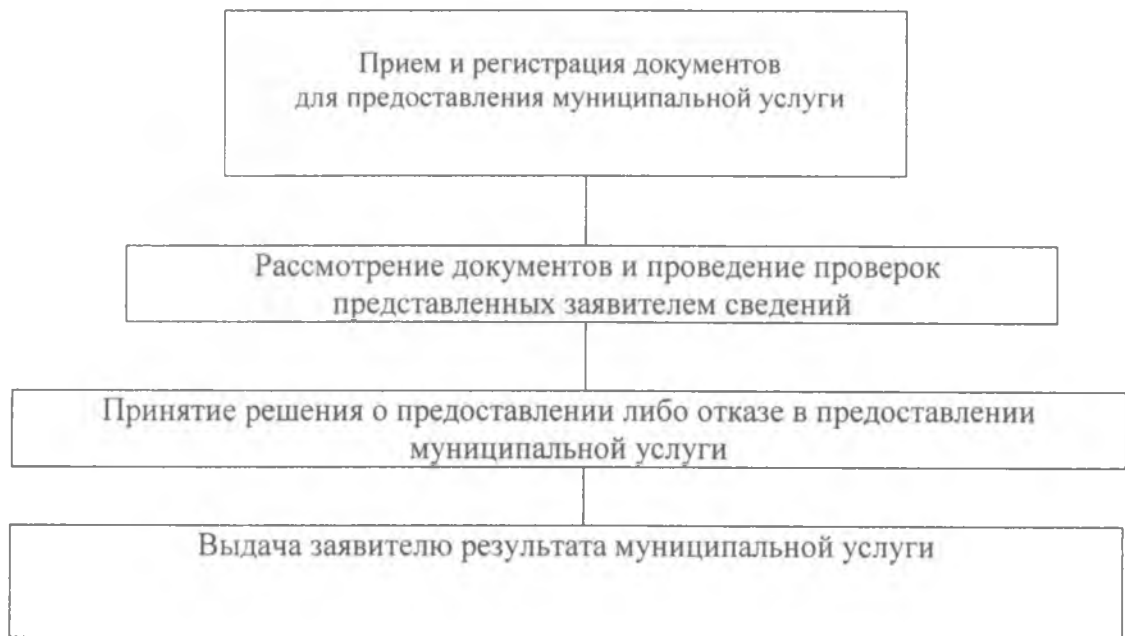 Прием и регистрация документов
для предоставления муниципальной услуги
Рассмотрение документов и проведение проверок
представленных заявителем сведений
Принятие решения о предоставлении либо отказе в предоставлении
муниципальной услуги
Выдача заявителю результата муниципальной услуги